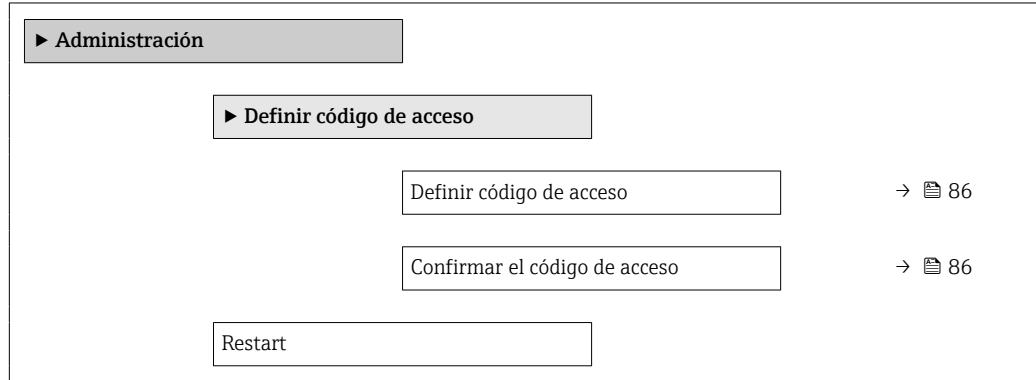 ▶ Administración
▶ Definir código de acceso
Definir código de acceso → 86
Confirmar el código de acceso → 86
Restart